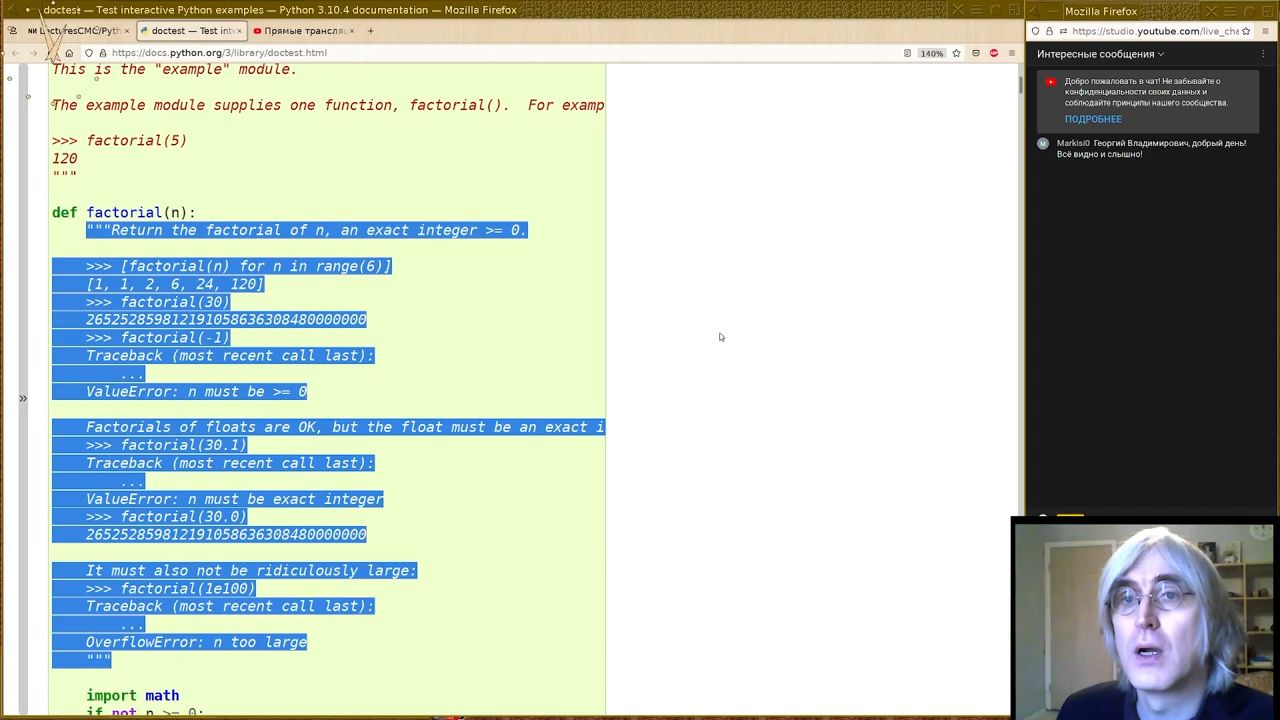 doctest — Test interactive Python examples — Python 3.10.4 documentation — Mozilla Firefox
Mozilla Firefox
LecturesCMC/Pyth
doctest — Test inte
Прямые трансляц
https://docs.python.org/3/library/doctest.html
140%
https://studio.youtube.com/live_cha
This is the "example" module.
The example module supplies one function, factorial().  For examp
>>> factorial(5)
120
"""
def factorial(n):
"""Return the factorial of n, an exact integer >= 0.
>>> [factorial(n) for n in range(6)]
[1, 1, 2, 6, 24, 120]
>>> factorial(30)
265252859812191058636308480000000
>>> factorial(-1)
Traceback (most recent call last):
...
ValueError: n must be >= 0
Factorials of floats are OK, but the float must be an exact i
>>> factorial(30.1)
Traceback (most recent call last):
...
ValueError: n must be exact integer
>>> factorial(30.0)
265252859812191058636308480000000
It must also not be ridiculously large:
>>> factorial(1e100)
Traceback (most recent call last):
...
OverflowError: n too large
"""
import math
if not n >= 0:
Интересные сообщения
Добро пожаловать в чат! Не забывайте о
конфиденциальности своих данных и
соблюдайте принципы нашего сообщества.
ПОДРОБНЕЕ
M
Markisi0 Георгий Владимирович, добрый день!
Всё видно и слышно!